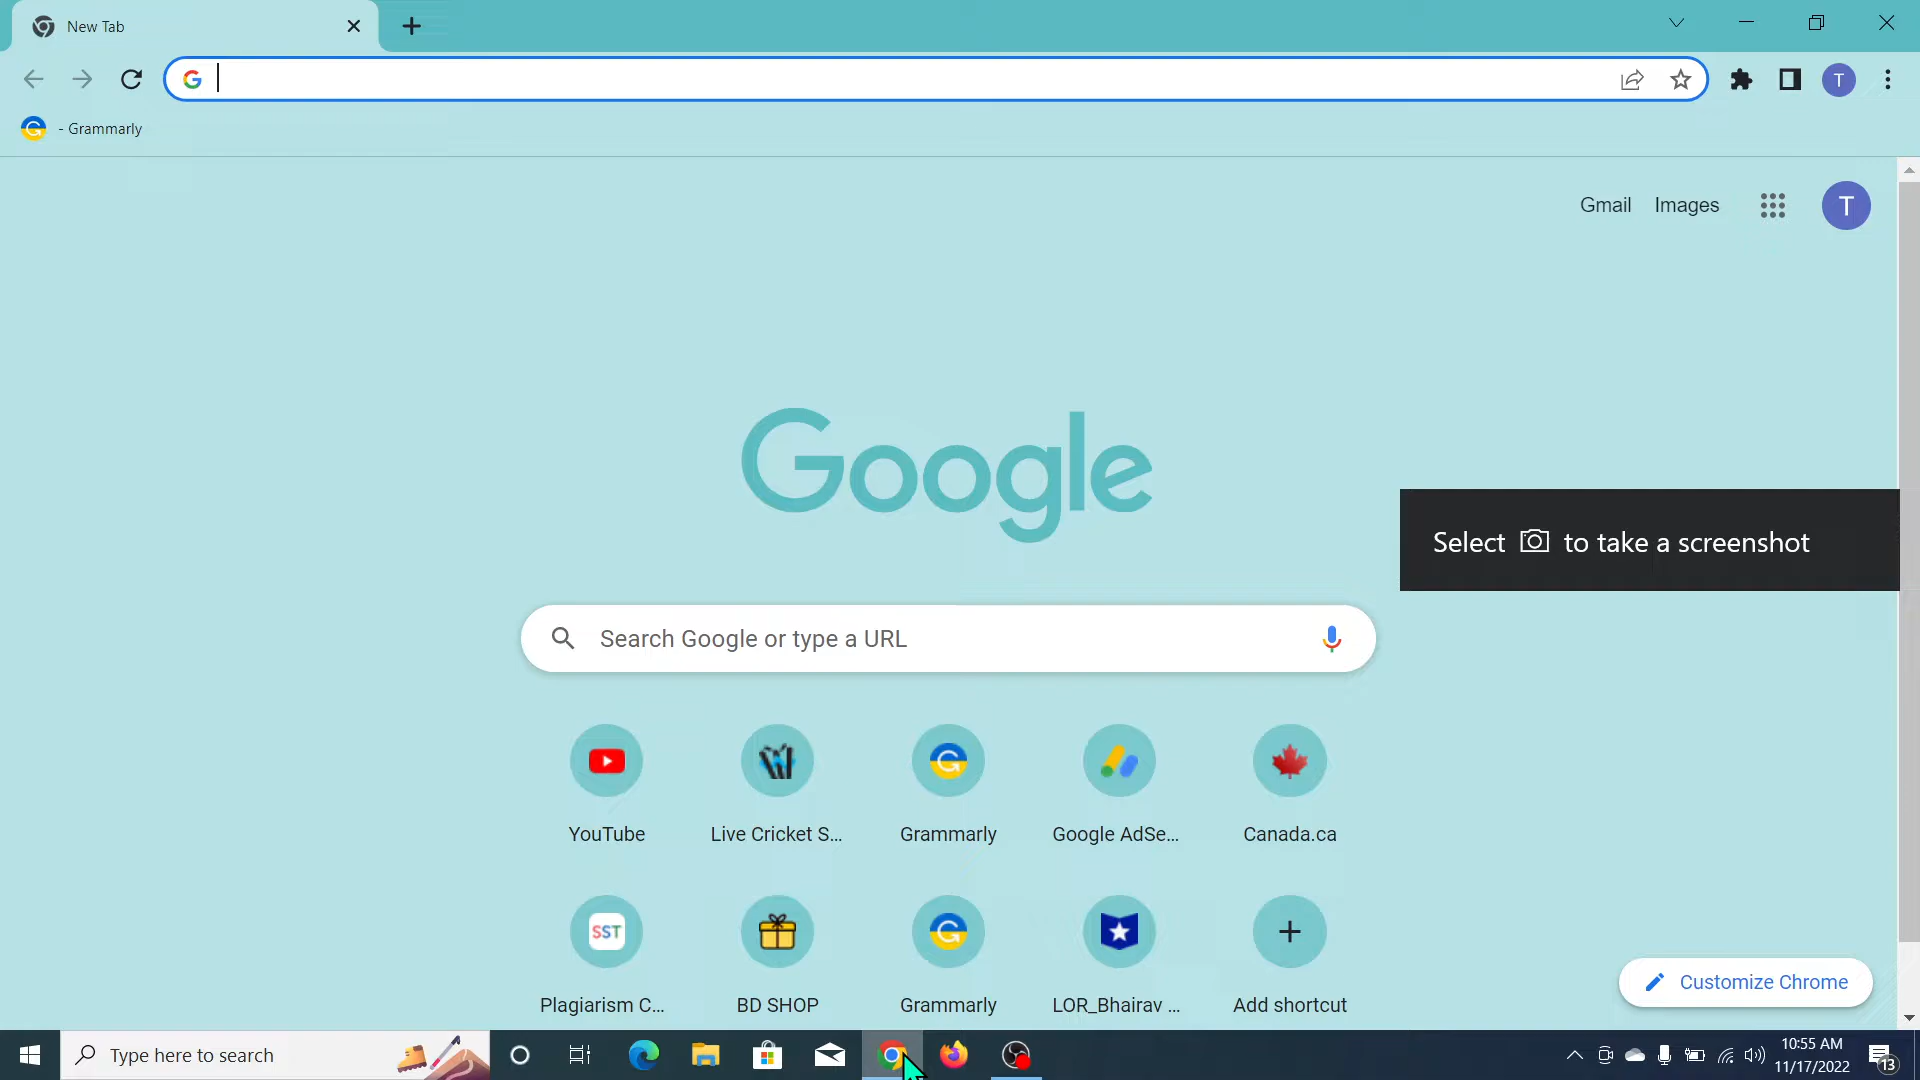 New Tab
- Grammarly
Gmail Images
T
T
Google
Select to take a screenshot
Search Google or type a URL
YouTube
Live Cricket S...
Grammarly
Google AdSe...
Canada.ca
SST
Plagiarism C...
BD SHOP
Grammarly
LOR_Bhairav ...
Add shortcut
Customize Chrome
Type here to search
10:55 AM
11/17/2022
13